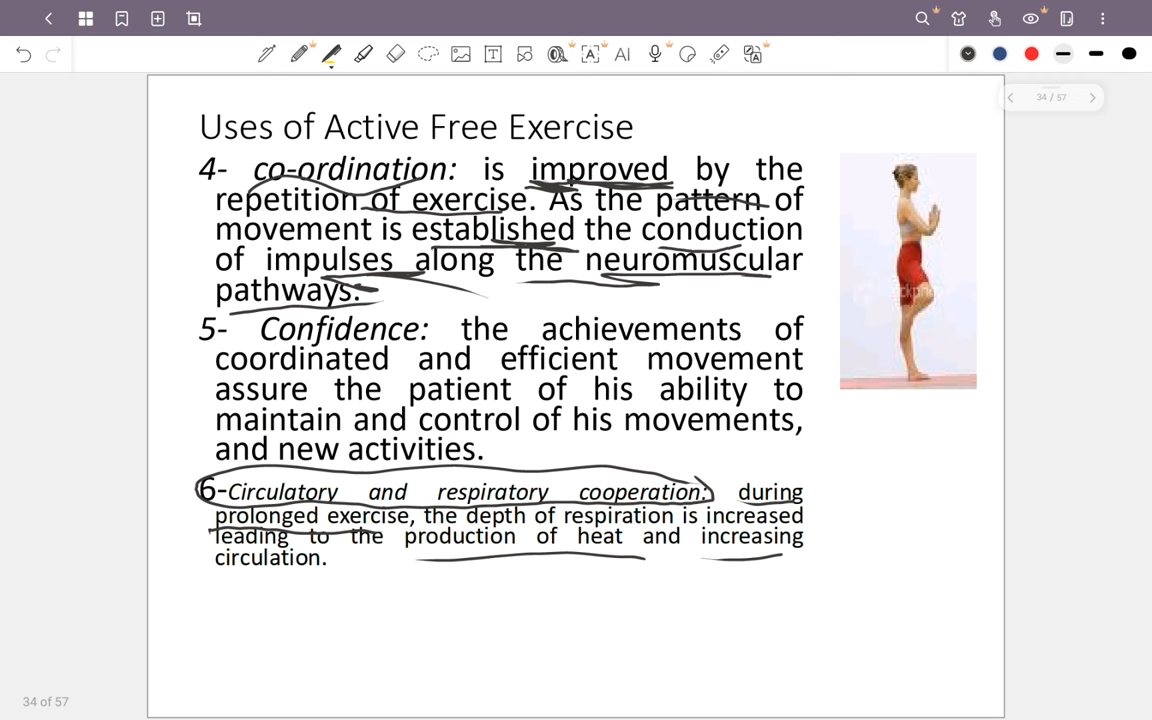 AI
34 / 57
Uses of Active Free Exercise
4- co-ordination: is improved by the
repetition of exercise. As the pattern of
movement is established the conduction
of impulses along the neuromuscular
pathways.
5- Confidence: the achievements of
coordinated and efficient movement
assure the patient of his ability to
maintain and control of his movements,
and new activities.
6-Circulatory and respiratory cooperation: during
prolonged exercise, the depth of respiration is increased
leading to the production of heat and increasing
circulation.
34 of 57